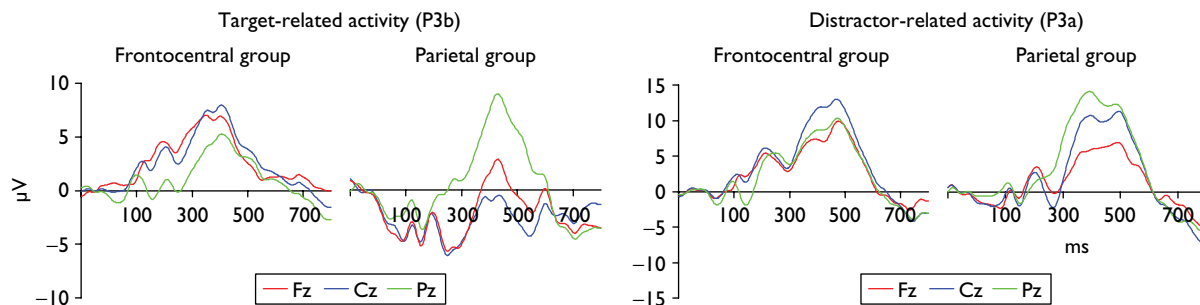 Target-related activity (P3b)
Distractor-related activity (P3a)
Frontocentral group
Parietal group
Frontocentral group
Parietal group
10
5
0
−5
−10
µV
100 300 500 700
100 300 500 700
15
10
5
0
−5
−10
−15
100 300 500 700
100 300 500 700
ms
Fz Cz Pz
Fz Cz Pz